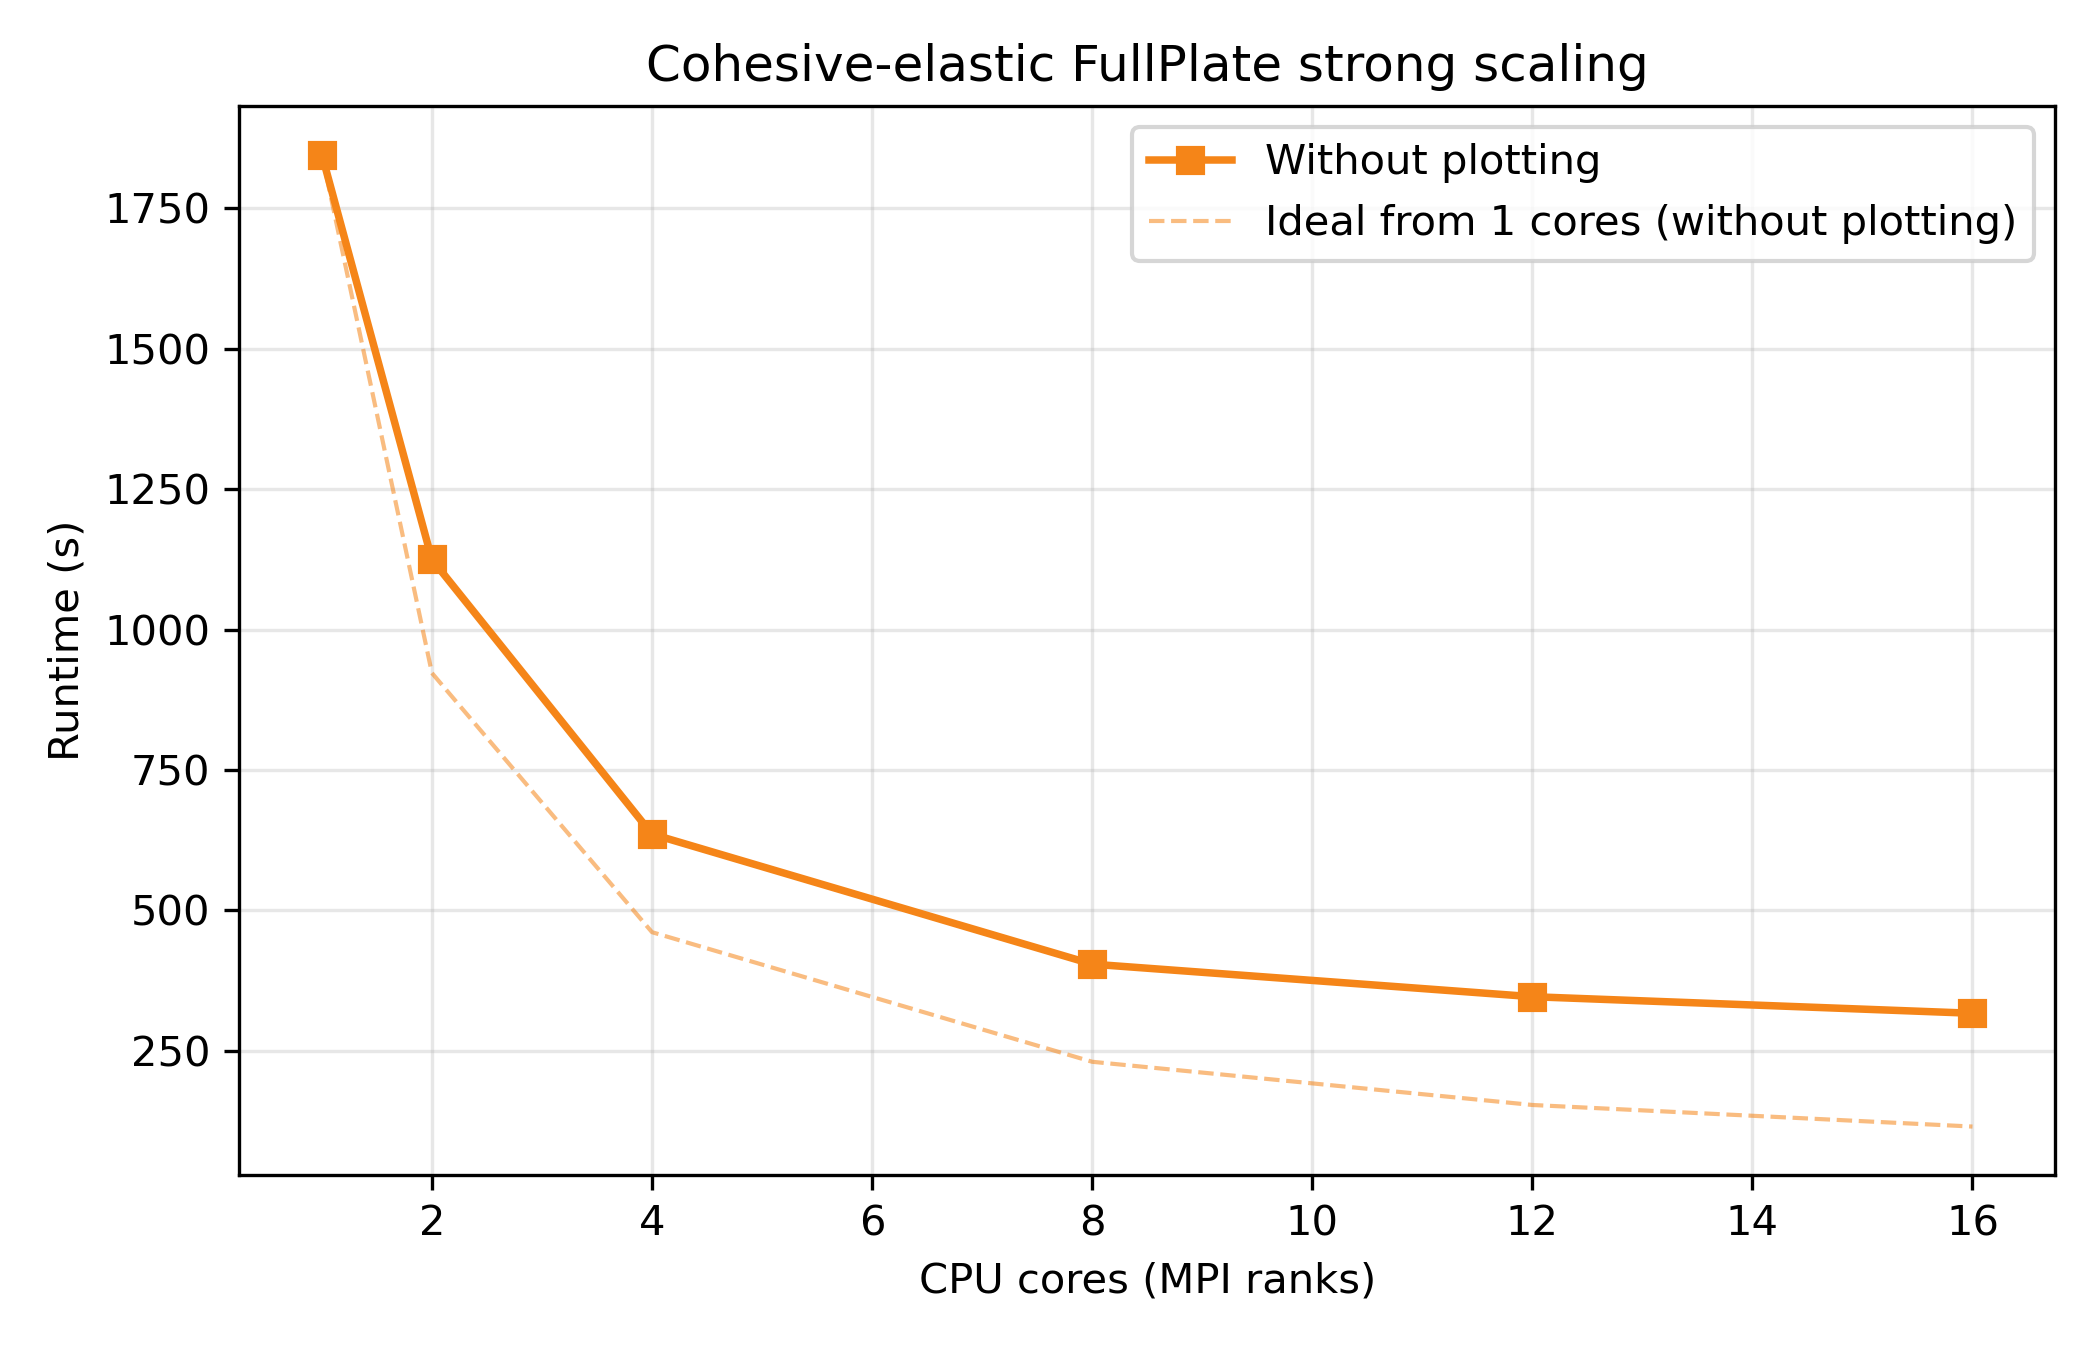 Cohesive-elastic FullPlate strong scaling
Without plotting
Ideal from 1 cores (without plotting)
1750
1500
1250
1000
750
500
250
Runtime (s)
2 4 6 8 10 12 14 16
CPU cores (MPI ranks)